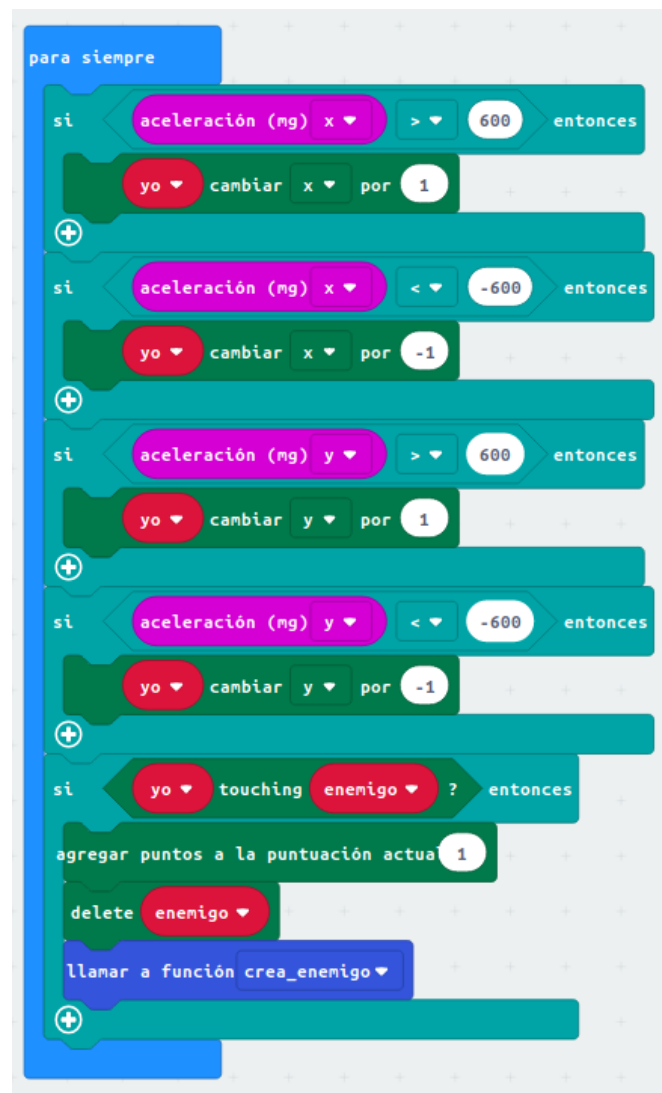 para siempre
si aceleración (mg) x > 600 entonces
yo cambiar x por 1
si aceleración (mg) x < -600 entonces
yo cambiar x por -1
si aceleración (mg) y > 600 entonces
yo cambiar y por 1
si aceleración (mg) y < -600 entonces
yo cambiar y por -1
si yo touching enemigo ? entonces
agregar puntos a la puntuación actual 1
delete enemigo
llamar a función crea_enemigo